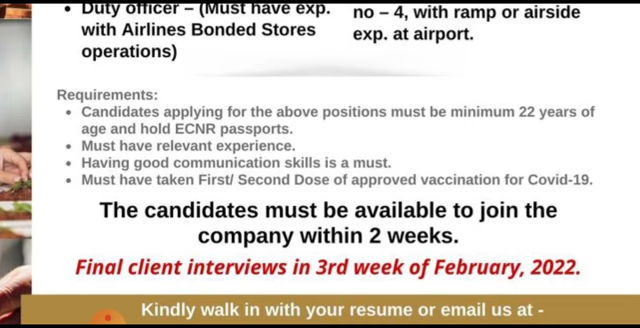 • Duty officer – (Must have exp.
with Airlines Bonded Stores
operations)
no – 4, with ramp or airside
exp. at airport.
Requirements:
• Candidates applying for the above positions must be minimum 22 years of
age and hold ECNR passports.
• Must have relevant experience.
• Having good communication skills is a must.
• Must have taken First/ Second Dose of approved vaccination for Covid-19.
The candidates must be available to join the
company within 2 weeks.
Final client interviews in 3rd week of February, 2022.
Kindly walk in with your resume or email us at -